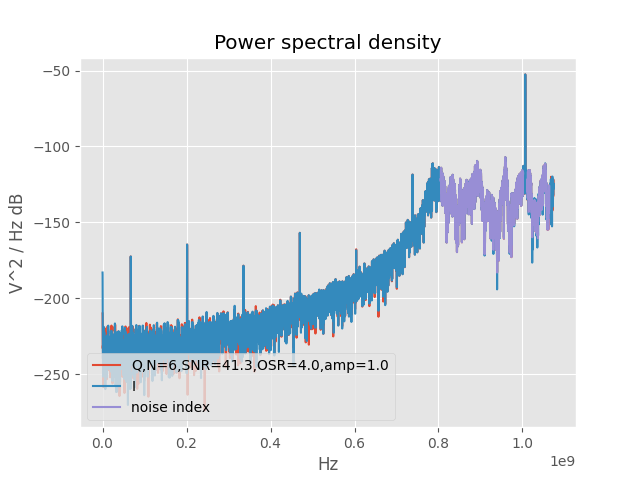 Power spectral density
V^2 / Hz dB
−50
−100
−150
−200
−250
Q,N=6,SNR=41.3,OSR=4.0,amp=1.0
I
noise index
0.0 0.2 0.4 0.6 0.8 1.0
1e9
Hz